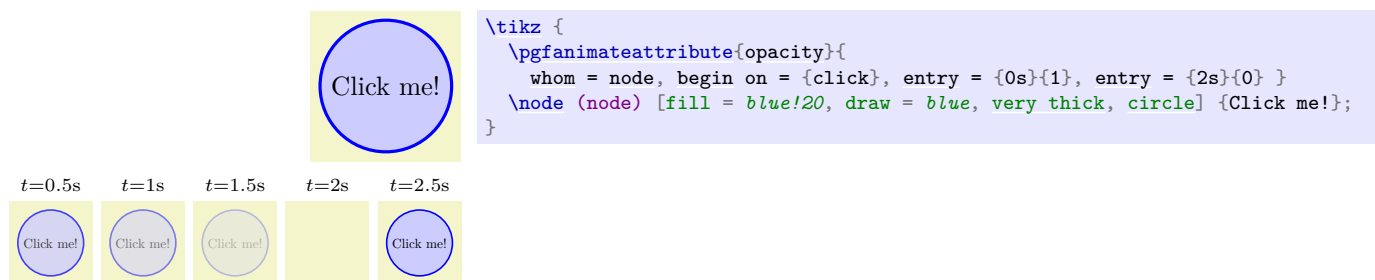 Click me!
\tikz {
  \pgfanimateattribute{opacity}{
    whom = node, begin on = {click}, entry = {0s}{1}, entry = {2s}{0} }
  \node (node) [fill = blue!20, draw = blue, very thick, circle] {Click me!};
}
t=0.5s t=1s t=1.5s t=2s t=2.5s
Click me! Click me! Click me! Click me!